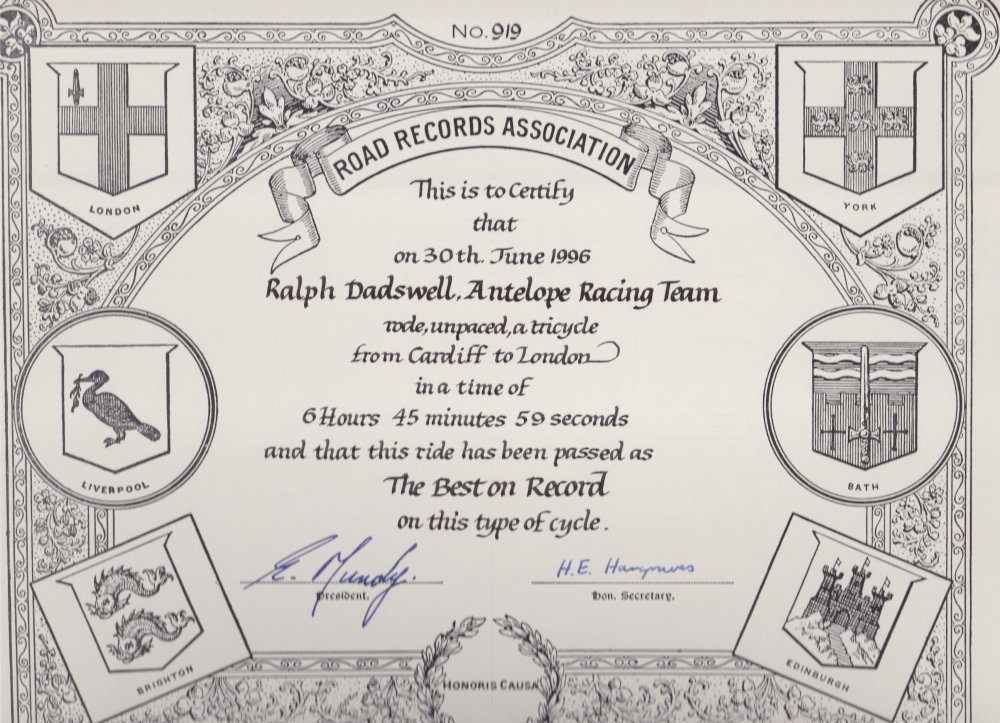 No. 919
ROAD RECORDS ASSOCIATION
LONDON
YORK
This is to Certify
that
on 30th. June 1996
Ralph Dadswell, Antelope Racing Team
rode, unpaced, a tricycle
from Cardiff to London
in a time of
6 Hours 45 minutes 59 seconds
and that this ride has been passed as
The Best on Record
on this type of cycle.
LIVERPOOL
BATH
E. Mundy.
H.E. Hargreaves
President.
Hon. Secretary.
BRIGHTON
EDINBURGH
HONORIS CAUSA